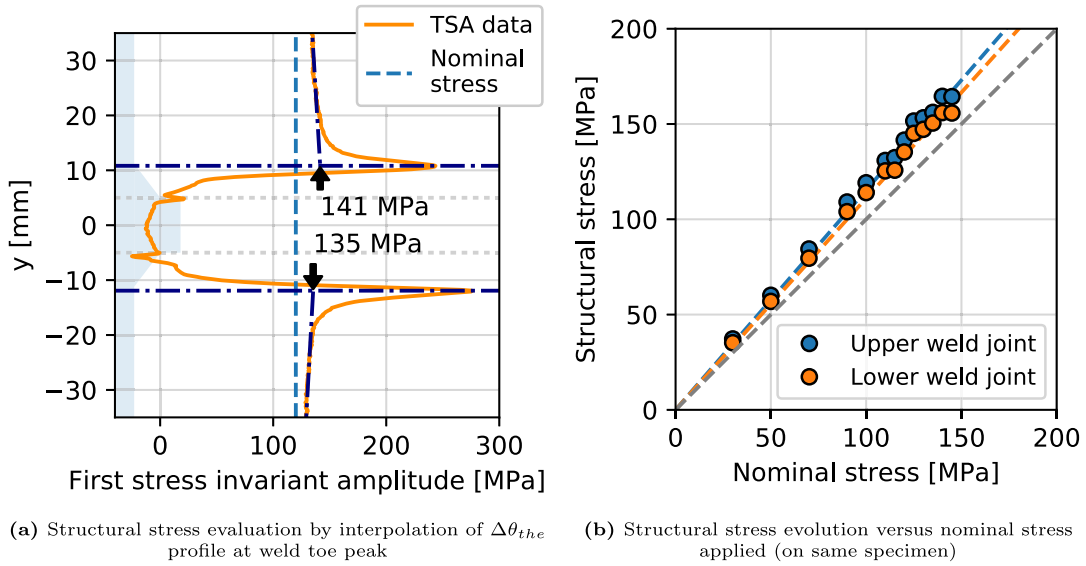 TSA data
Nominal
stress
30
20
10
0
−10
−20
−30
y [mm]
141 MPa
135 MPa
0
100
200
300
First stress invariant amplitude [MPa]
(a) Structural stress evaluation by interpolation of Δθthe
profile at weld toe peak
200
150
100
50
0
Structural stress [MPa]
Upper weld joint
Lower weld joint
0
50
100
150
200
Nominal stress [MPa]
(b) Structural stress evolution versus nominal stress
applied (on same specimen)